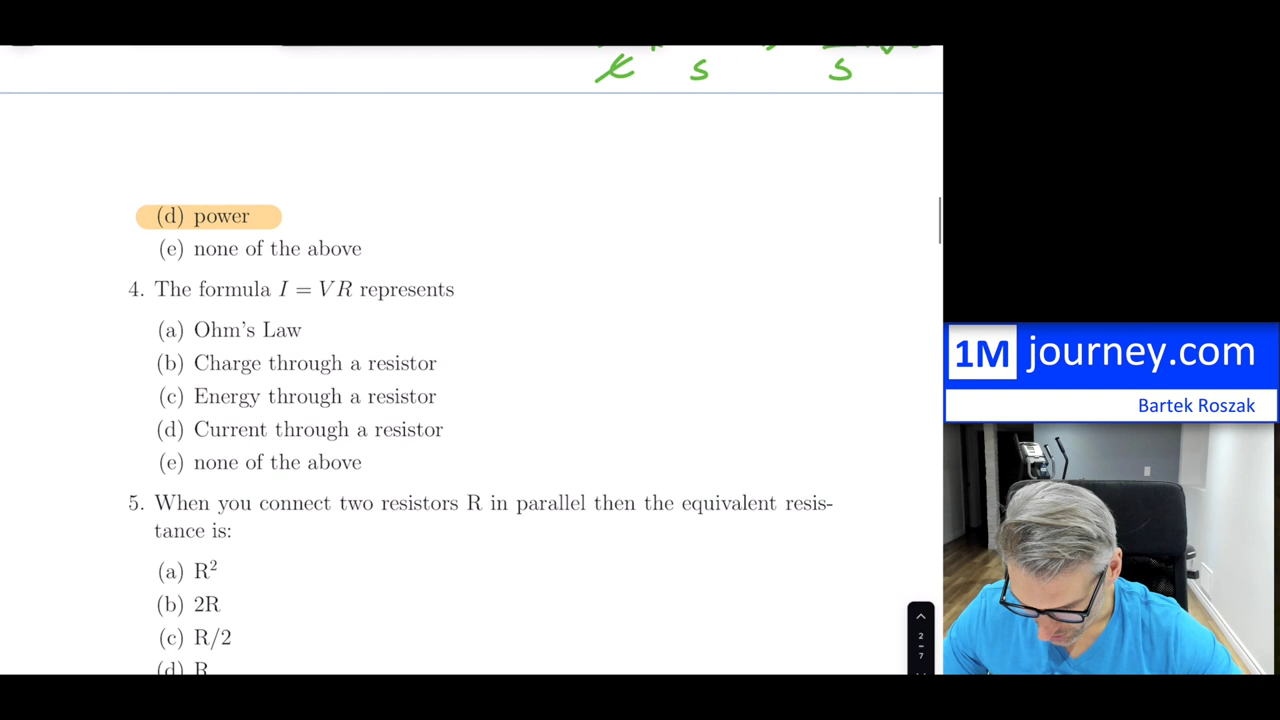 s
s
(d) power
(e) none of the above
4. The formula I = VR represents
(a) Ohm's Law
(b) Charge through a resistor
(c) Energy through a resistor
(d) Current through a resistor
(e) none of the above
5. When you connect two resistors R in parallel then the equivalent resis-
tance is:
(a) R²
(b) 2R
(c) R/2
(d) R
2
7
1M journey.com
Bartek Roszak